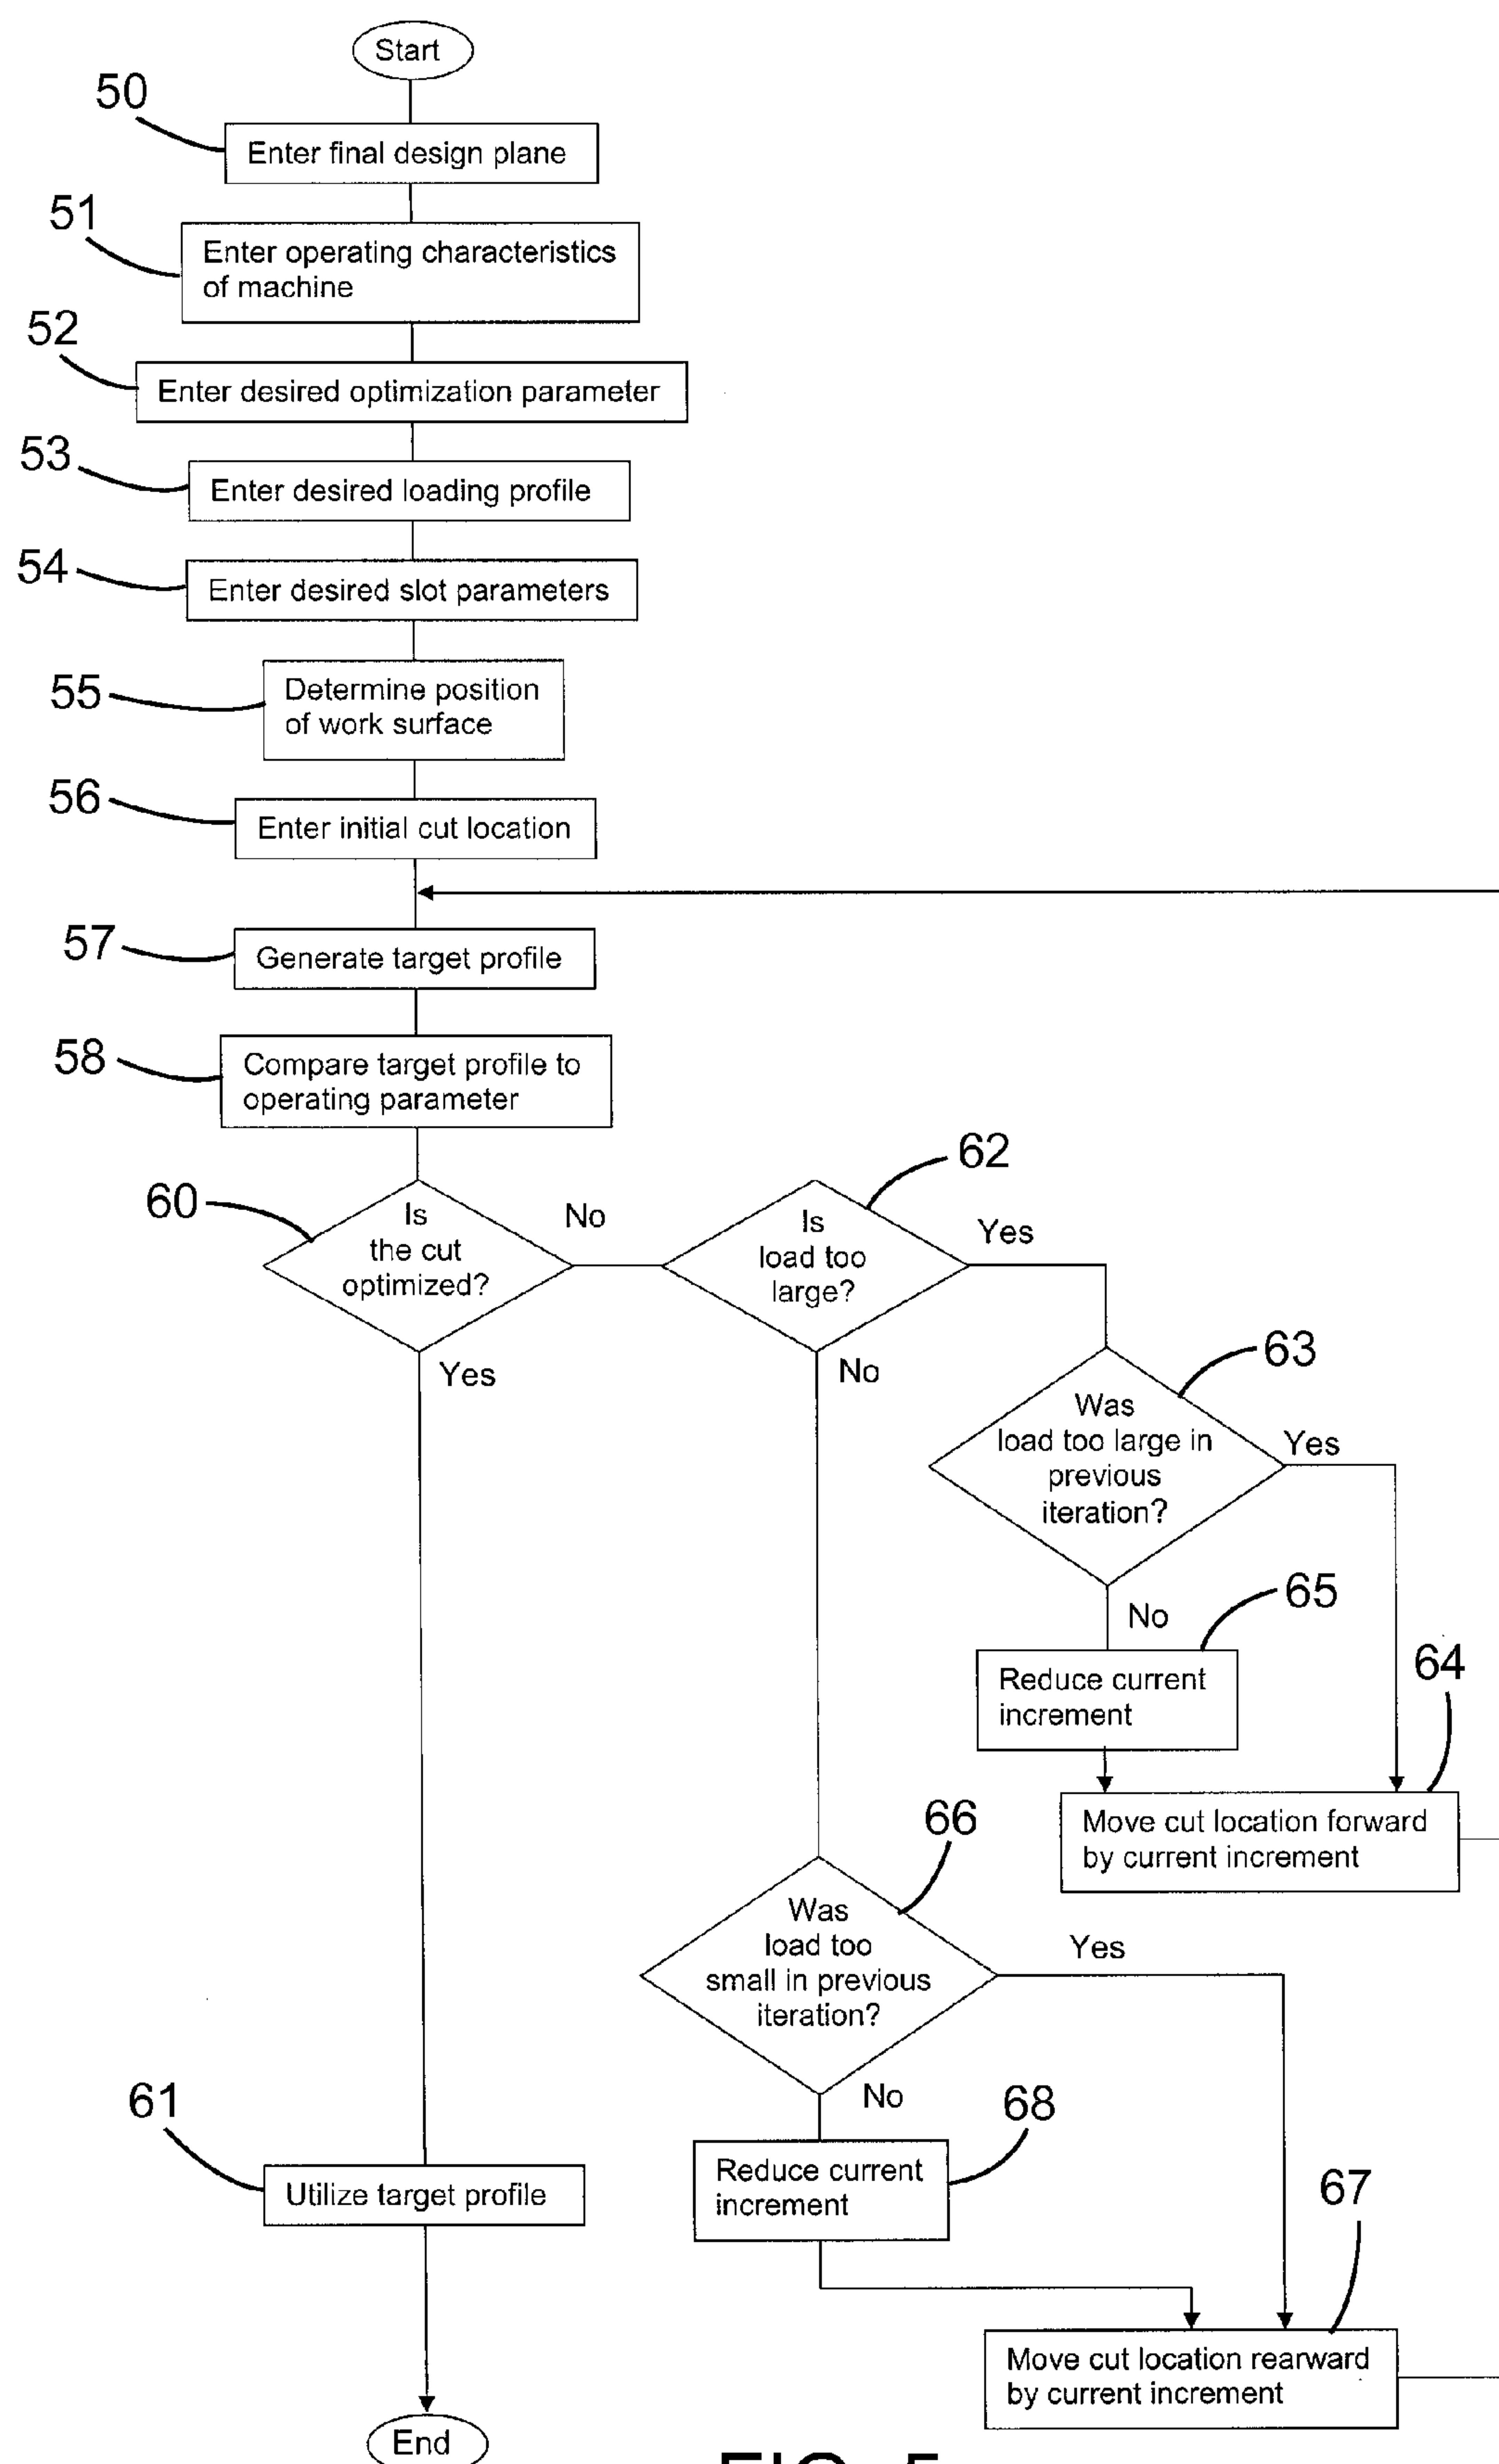 Start
50
Enter final design plane
51
Enter operating characteristics
of machine
52
Enter desired optimization parameter
53
Enter desired loading profile
54
Enter desired slot parameters
55
Determine position
of work surface
56
Enter initial cut location
57
Generate target profile
58
Compare target profile to
operating parameter
60
Is
the cut
optimized?
No
Yes
62
Is
load too
large?
Yes
No
63
Was
load too large in
previous
iteration?
Yes
No
65
Reduce current
increment
64
Move cut location forward
by current increment
66
Was
load too
small in previous
iteration?
Yes
No
68
Reduce current
increment
67
Move cut location rearward
by current increment
61
Utilize target profile
End
FIG. 5